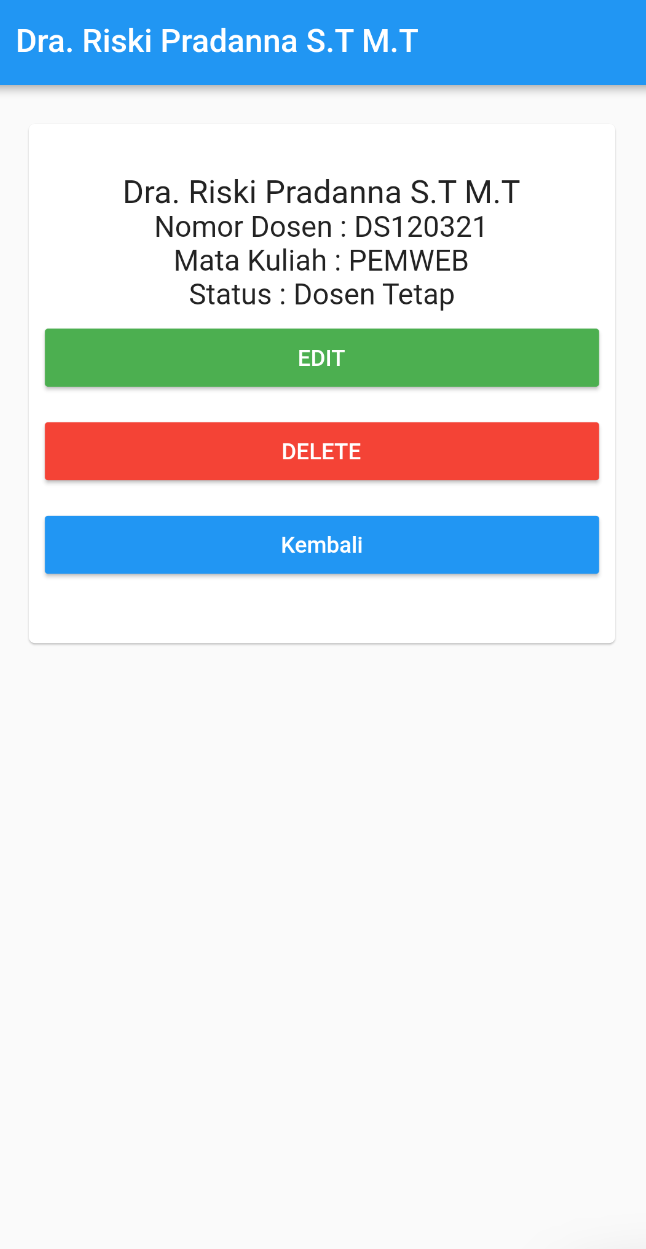 Dra. Riski Pradanna S.T M.T
Dra. Riski Pradanna S.T M.T
Nomor Dosen : DS120321
Mata Kuliah : PEMWEB
Status : Dosen Tetap
EDIT
DELETE
Kembali